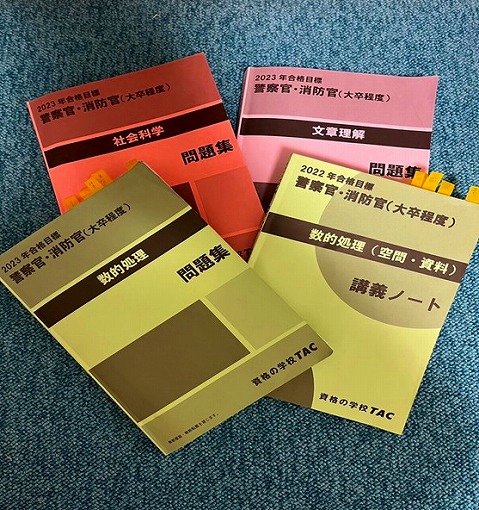 2023年合格目標
警察官・消防官(大卒程度)
社会科学
問題集
2023年合格目標
警察官・消防官(大卒程度)
文章理解
問題集
2023年合格目標
警察官・消防官(大卒程度)
数的処理
問題集
資格の学校TAC
2022年合格目標
警察官・消防官(大卒程度)
数的処理(空間・資料)
講義ノート
資格の学校TAC